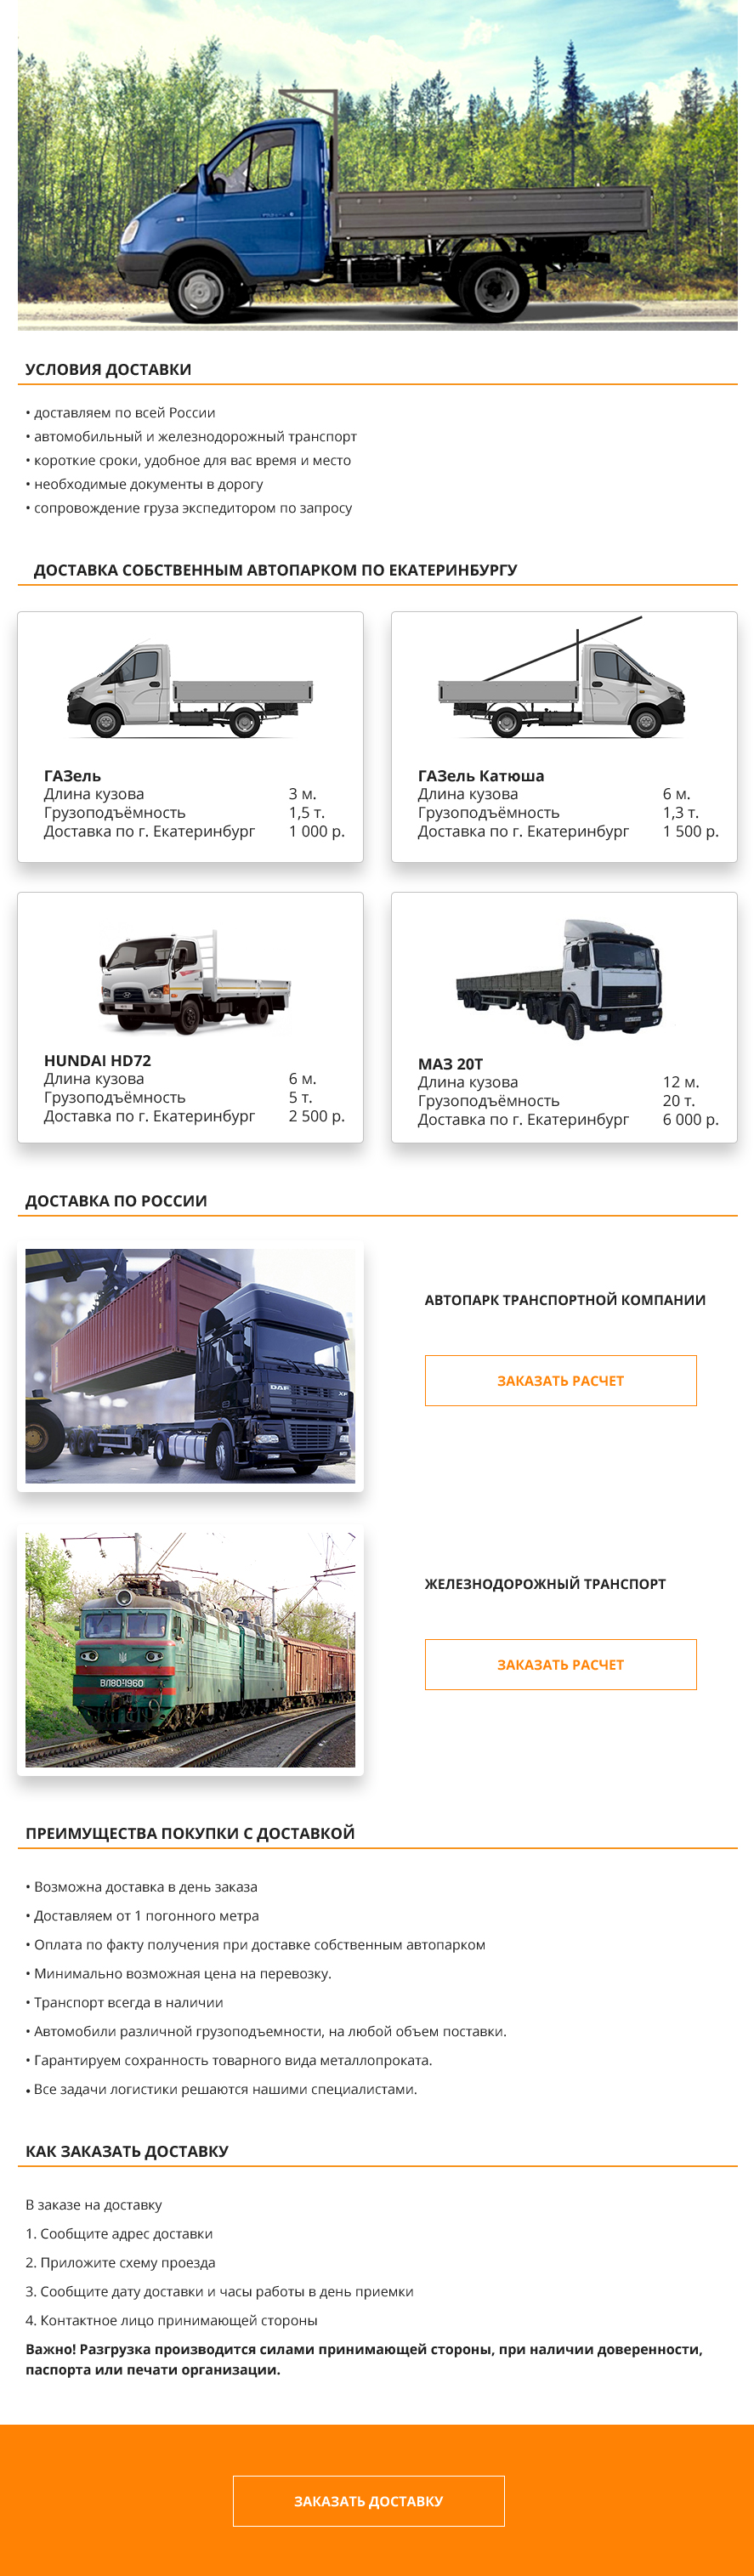 УСЛОВИЯ ДОСТАВКИ
• доставляем по всей России
• автомобильный и железнодорожный транспорт
• короткие сроки, удобное для вас время и место
• необходимые документы в дорогу
• сопровождение груза экспедитором по запросу
ДОСТАВКА СОБСТВЕННЫМ АВТОПАРКОМ ПО ЕКАТЕРИНБУРГУ
ГАЗель
Длина кузова 3 м.
Грузоподъёмность 1,5 т.
Доставка по г. Екатеринбург 1 000 р.
ГАЗель Катюша
Длина кузова 6 м.
Грузоподъёмность 1,3 т.
Доставка по г. Екатеринбург 1 500 р.
HUNDAI HD72
Длина кузова 6 м.
Грузоподъёмность 5 т.
Доставка по г. Екатеринбург 2 500 р.
МАЗ 20Т
Длина кузова 12 м.
Грузоподъёмность 20 т.
Доставка по г. Екатеринбург 6 000 р.
ДОСТАВКА ПО РОССИИ
DAF XF
АВТОПАРК ТРАНСПОРТНОЙ КОМПАНИИ
ЗАКАЗАТЬ РАСЧЕТ
ВЛ80Т-1960
ЖЕЛЕЗНОДОРОЖНЫЙ ТРАНСПОРТ
ЗАКАЗАТЬ РАСЧЕТ
ПРЕИМУЩЕСТВА ПОКУПКИ С ДОСТАВКОЙ
• Возможна доставка в день заказа
• Доставляем от 1 погонного метра
• Оплата по факту получения при доставке собственным автопарком
• Минимально возможная цена на перевозку.
• Транспорт всегда в наличии
• Автомобили различной грузоподъемности, на любой объем поставки.
• Гарантируем сохранность товарного вида металлопроката.
• Все задачи логистики решаются нашими специалистами.
КАК ЗАКАЗАТЬ ДОСТАВКУ
В заказе на доставку
1. Сообщите адрес доставки
2. Приложите схему проезда
3. Сообщите дату доставки и часы работы в день приемки
4. Контактное лицо принимающей стороны
Важно! Разгрузка производится силами принимающей стороны, при наличии доверенности,
паспорта или печати организации.
ЗАКАЗАТЬ ДОСТАВКУ